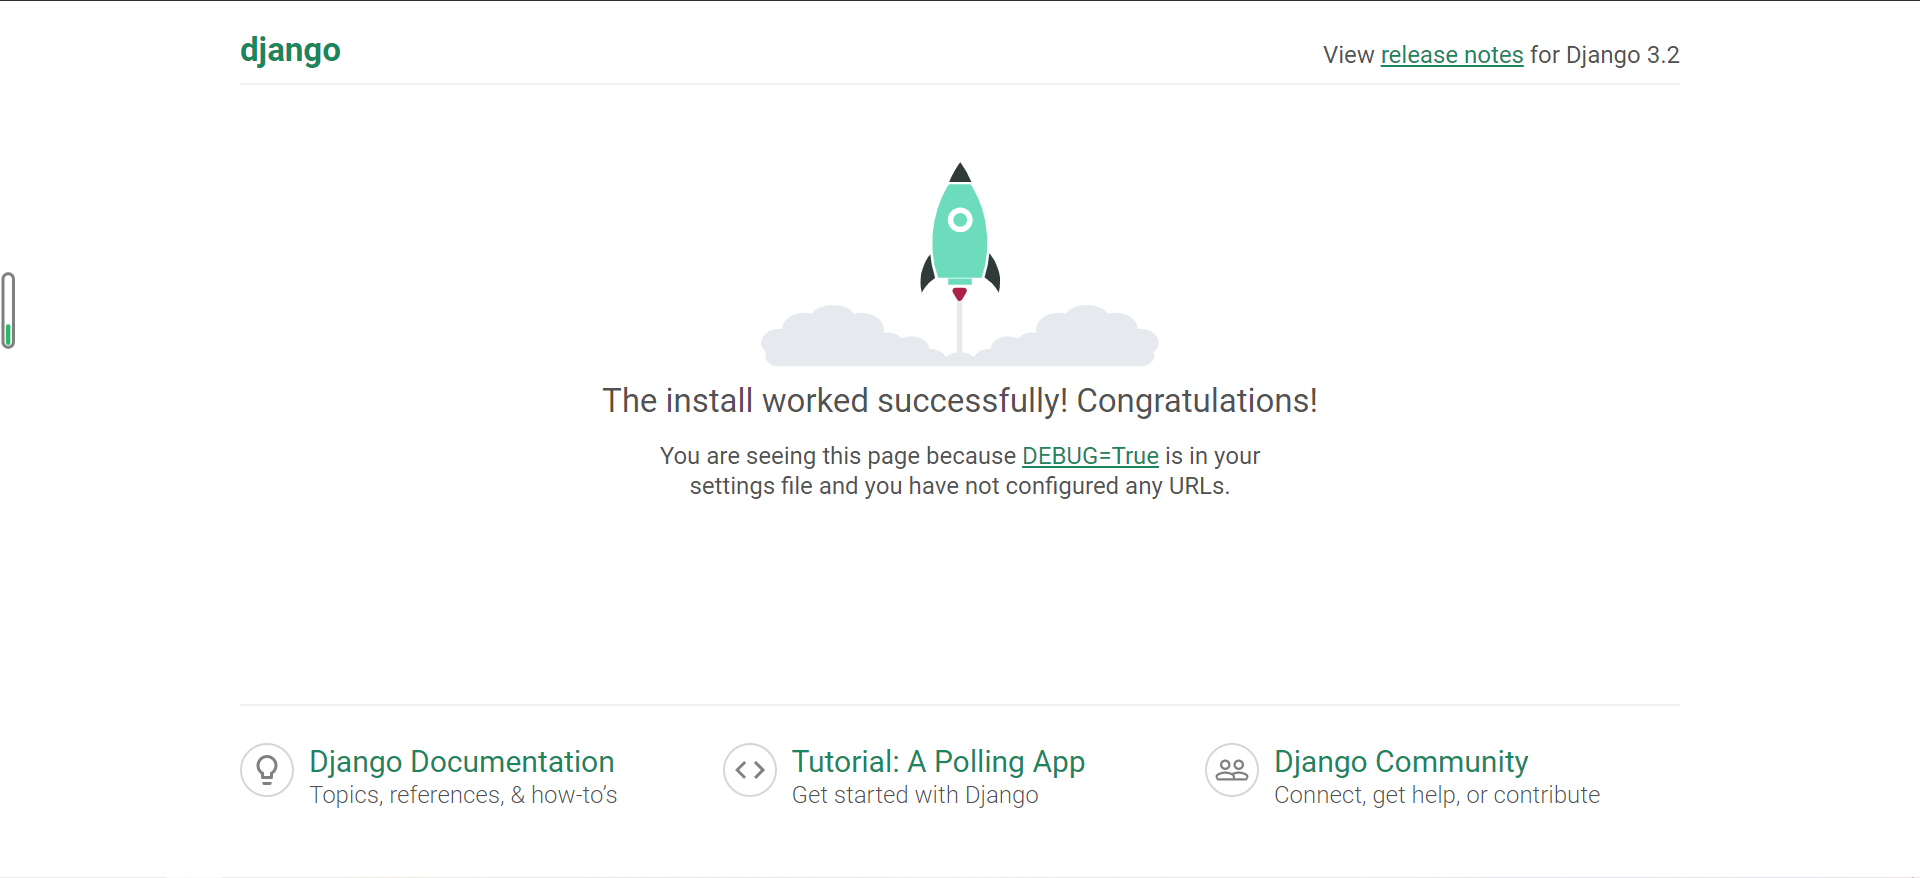 django
View release notes for Django 3.2
The install worked successfully! Congratulations!
You are seeing this page because DEBUG=True is in your
settings file and you have not configured any URLs.
Django Documentation
Topics, references, & how-to’s
Tutorial: A Polling App
Get started with Django
Django Community
Connect, get help, or contribute